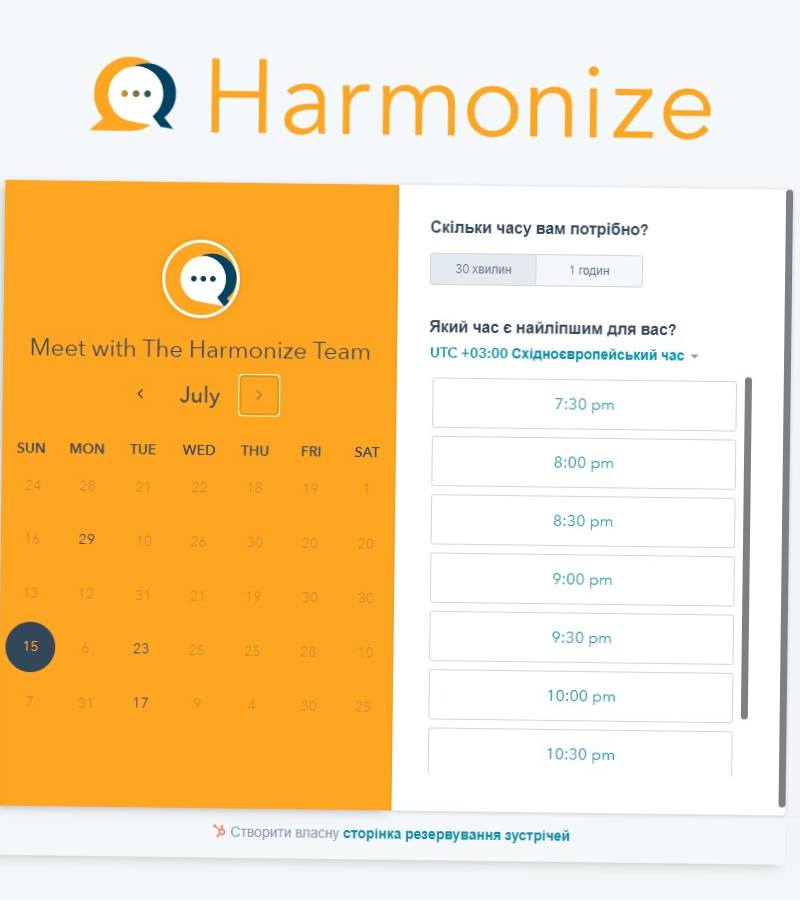 Harmonize
Meet with The Harmonize Team
July
SUN MON TUE WED THU FRI SAT
24 28 21 22 18 19 1
16 29 10 26 30 20 20
13 12 31 21 19 30 30
15 6 23 25 25 28 10
7 31 17 9 4 30 25
Скільки часу вам потрібно?
30 хвилин 1 годин
Який час є найліпшим для вас?
UTC +03:00 Східноєвропейський час
7:30 pm
8:00 pm
8:30 pm
9:00 pm
9:30 pm
10:00 pm
10:30 pm
Створити власну сторінка резервування зустрічей